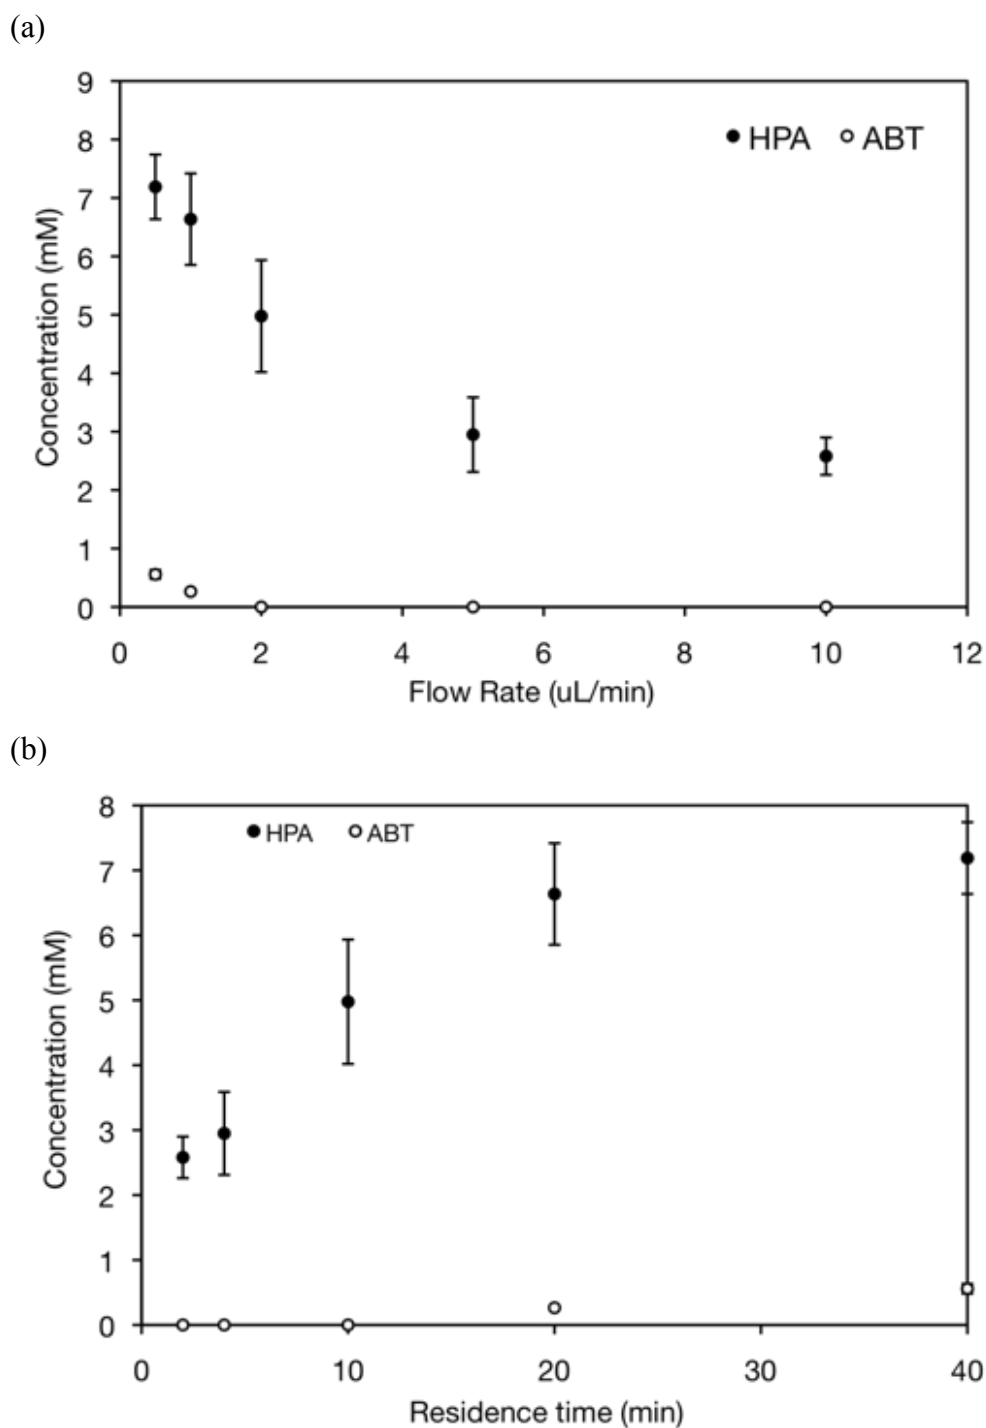 (a)
9
8
7
6
5
4
3
2
1
0
Concentration (mM)
HPA ABT
0 2 4 6 8 10 12
Flow Rate (uL/min)
(b)
8
7
6
5
4
3
2
1
0
Concentration (mM)
HPA ABT
0 10 20 30 40
Residence time (min)